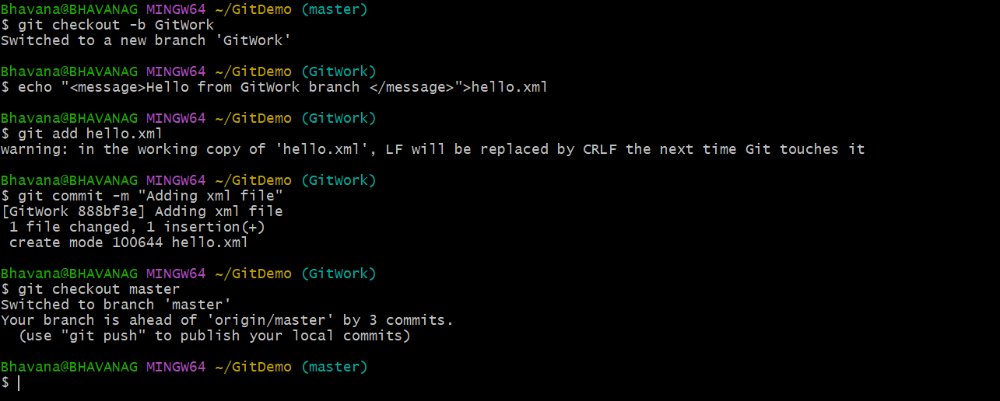 Bhavana@BHAVANAG MINGW64 ~/GitDemo (master)
$ git checkout -b GitWork
Switched to a new branch 'GitWork'
Bhavana@BHAVANAG MINGW64 ~/GitDemo (GitWork)
$ echo "<message>Hello from GitWork branch </message>">hello.xml
Bhavana@BHAVANAG MINGW64 ~/GitDemo (GitWork)
$ git add hello.xml
warning: in the working copy of 'hello.xml', LF will be replaced by CRLF the next time Git touches it
Bhavana@BHAVANAG MINGW64 ~/GitDemo (GitWork)
$ git commit -m "Adding xml file"
[GitWork 888bf3e] Adding xml file
 1 file changed, 1 insertion(+)
 create mode 100644 hello.xml
Bhavana@BHAVANAG MINGW64 ~/GitDemo (GitWork)
$ git checkout master
Switched to branch 'master'
Your branch is ahead of 'origin/master' by 3 commits.
  (use "git push" to publish your local commits)
Bhavana@BHAVANAG MINGW64 ~/GitDemo (master)
$